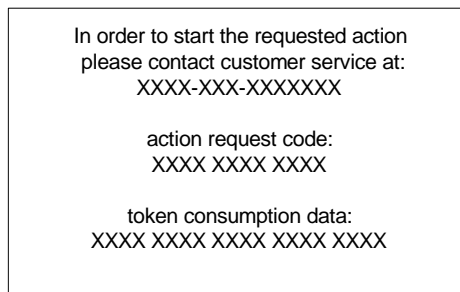 In order to start the requested action
please contact customer service at:
XXXX-XXX-XXXXXXX
action request code:
XXXX XXXX XXXX
token consumption data:
XXXX XXXX XXXX XXXX XXXX